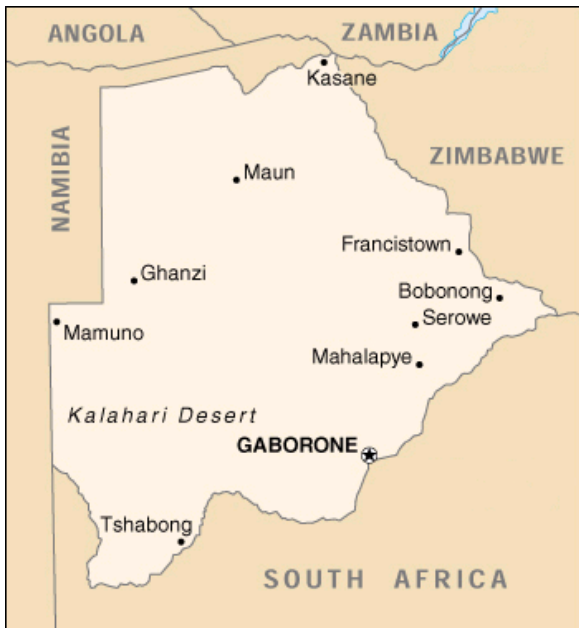 ANGOLA
ZAMBIA
Kasane
NAMIBIA
ZIMBABWE
Maun
Francistown
Ghanzi
Bobonong
Serowe
Mamuno
Mahalapye
Kalahari Desert
GABORONE
Tshabong
SOUTH AFRICA